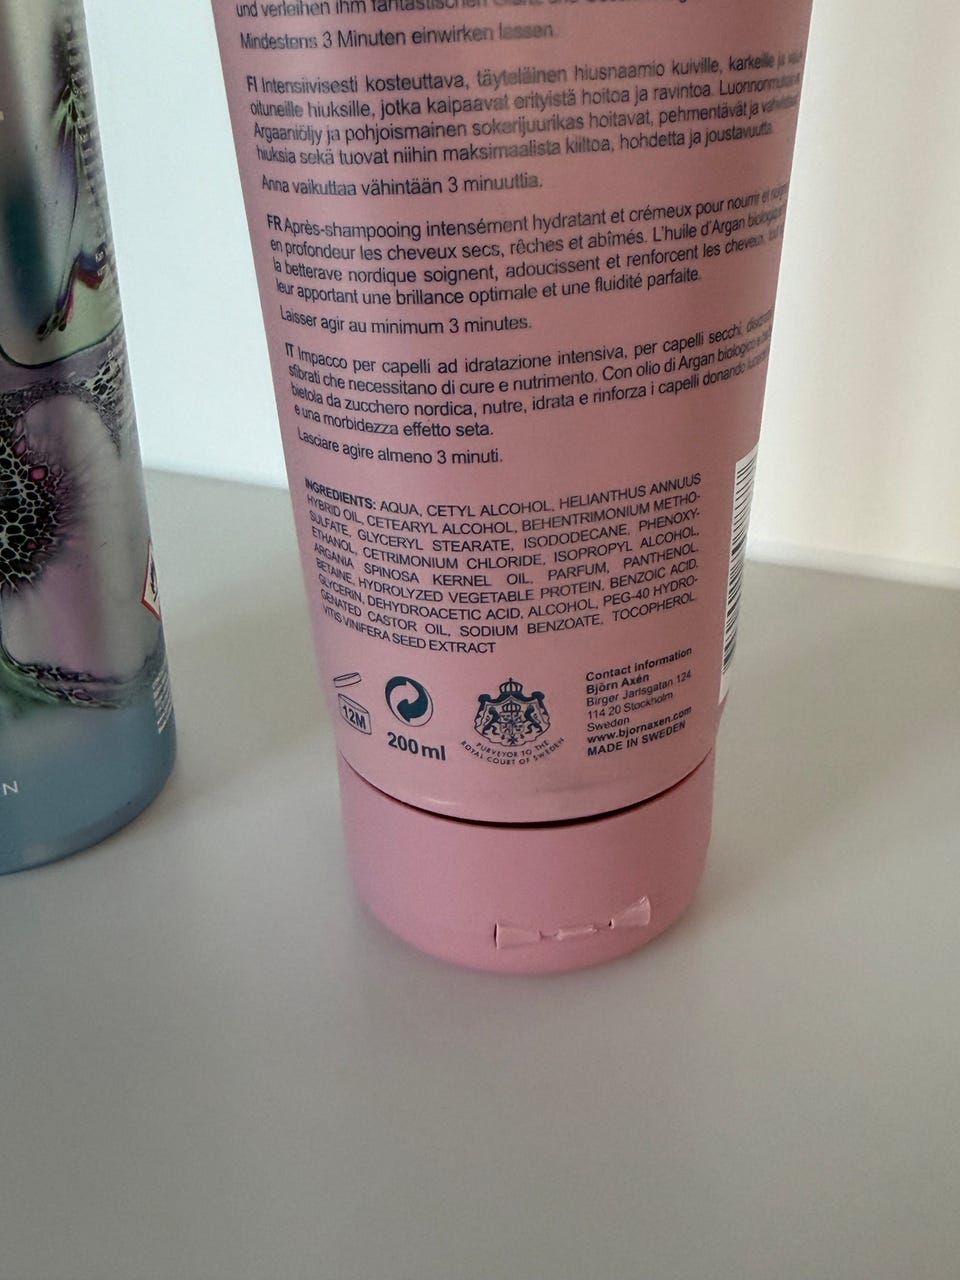 und verleihen ihm fantastischen Glanz und
Mindestens 3 Minuten einwirken lassen.
FI Intensiivisesti kosteuttava, täyteläinen hiusnaamio kuiville, karkeille ja
oituneille hiuksille, jotka kaipaavat erityistä hoitoa ja ravintoa.
Argaaniöljy ja pohjoismainen sokerijuurikas hoitavat, pehmentävät ja vahvistavat
hiuksia sekä tuovat niihin maksimaalista kiiltoa, hohdetta ja joustavuutta.
Anna vaikuttaa vähintään 3 minuuttia.
FR Après-shampooing intensément hydratant et crémeux pour nourrir et
en profondeur les cheveux secs, rêches et abîmés. L'huile d'Argan biologique
la betterave nordique soignent, adoucissent et renforcent les cheveux, tout
leur apportant une brillance optimale et une fluidité parfaite.
Laisser agir au minimum 3 minutes.
IT Impacco per capelli ad idratazione intensiva, per capelli secchi,
sfibrati che necessitano di cure e nutrimento. Con olio di Argan biologico e
bietola da zucchero nordica, nutre, idrata e rinforza i capelli donando
e una morbidezza effetto seta.
Lasciare agire almeno 3 minuti.
INGREDIENTS: AQUA, CETYL ALCOHOL, HELIANTHUS ANNUUS
HYBRID OIL, CETEARYL ALCOHOL, BEHENTRIMONIUM METHO-
SULFATE, GLYCERYL STEARATE, ISODODECANE, PHENOXY-
ETHANOL, CETRIMONIUM CHLORIDE, ISOPROPYL ALCOHOL,
ARGANIA SPINOSA KERNEL OIL, PARFUM, PANTHENOL,
BETAINE, HYDROLYZED VEGETABLE PROTEIN, BENZOIC ACID,
GLYCERIN, DEHYDROACETIC ACID, ALCOHOL, PEG-40 HYDRO-
GENATED CASTOR OIL, SODIUM BENZOATE, TOCOPHEROL,
VITIS VINIFERA SEED EXTRACT
12M
200 ml
PURVEYOR TO THE
ROYAL COURT OF SWEDEN
Contact information
Björn Axén
Birger Jarlsgatan 124
114 20 Stockholm
Sweden
www.bjornaxen.com
MADE IN SWEDEN
N